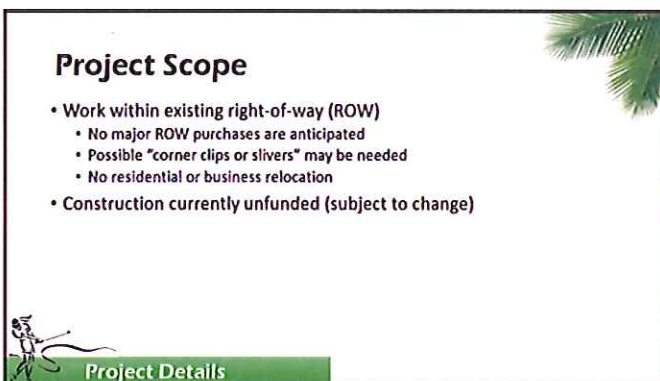 Project Scope
• Work within existing right-of-way (ROW)
• No major ROW purchases are anticipated
• Possible "corner clips or slivers" may be needed
• No residential or business relocation
• Construction currently unfunded (subject to change)
Project Details